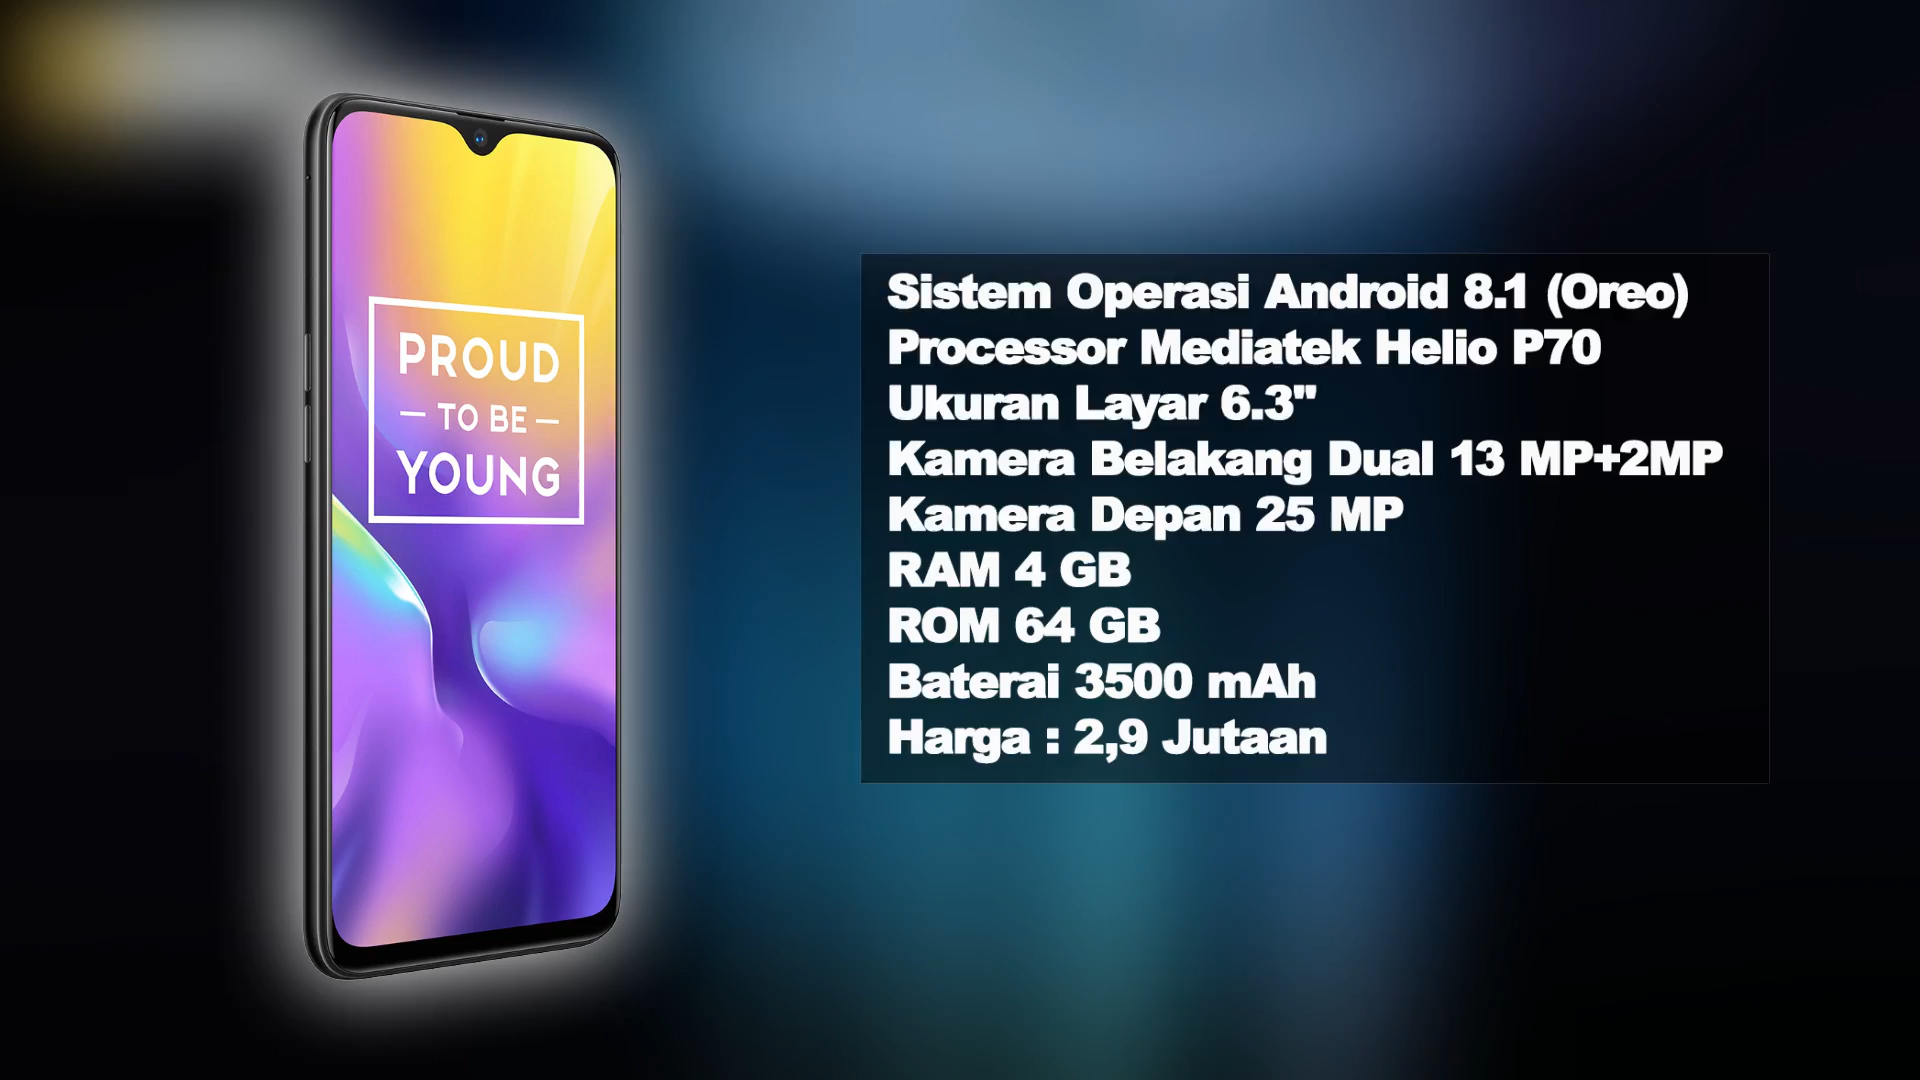 PROUD
— TO BE —
YOUNG
Sistem Operasi Android 8.1 (Oreo)
Processor Mediatek Helio P70
Ukuran Layar 6.3"
Kamera Belakang Dual 13 MP+2MP
Kamera Depan 25 MP
RAM 4 GB
ROM 64 GB
Baterai 3500 mAh
Harga : 2,9 Jutaan